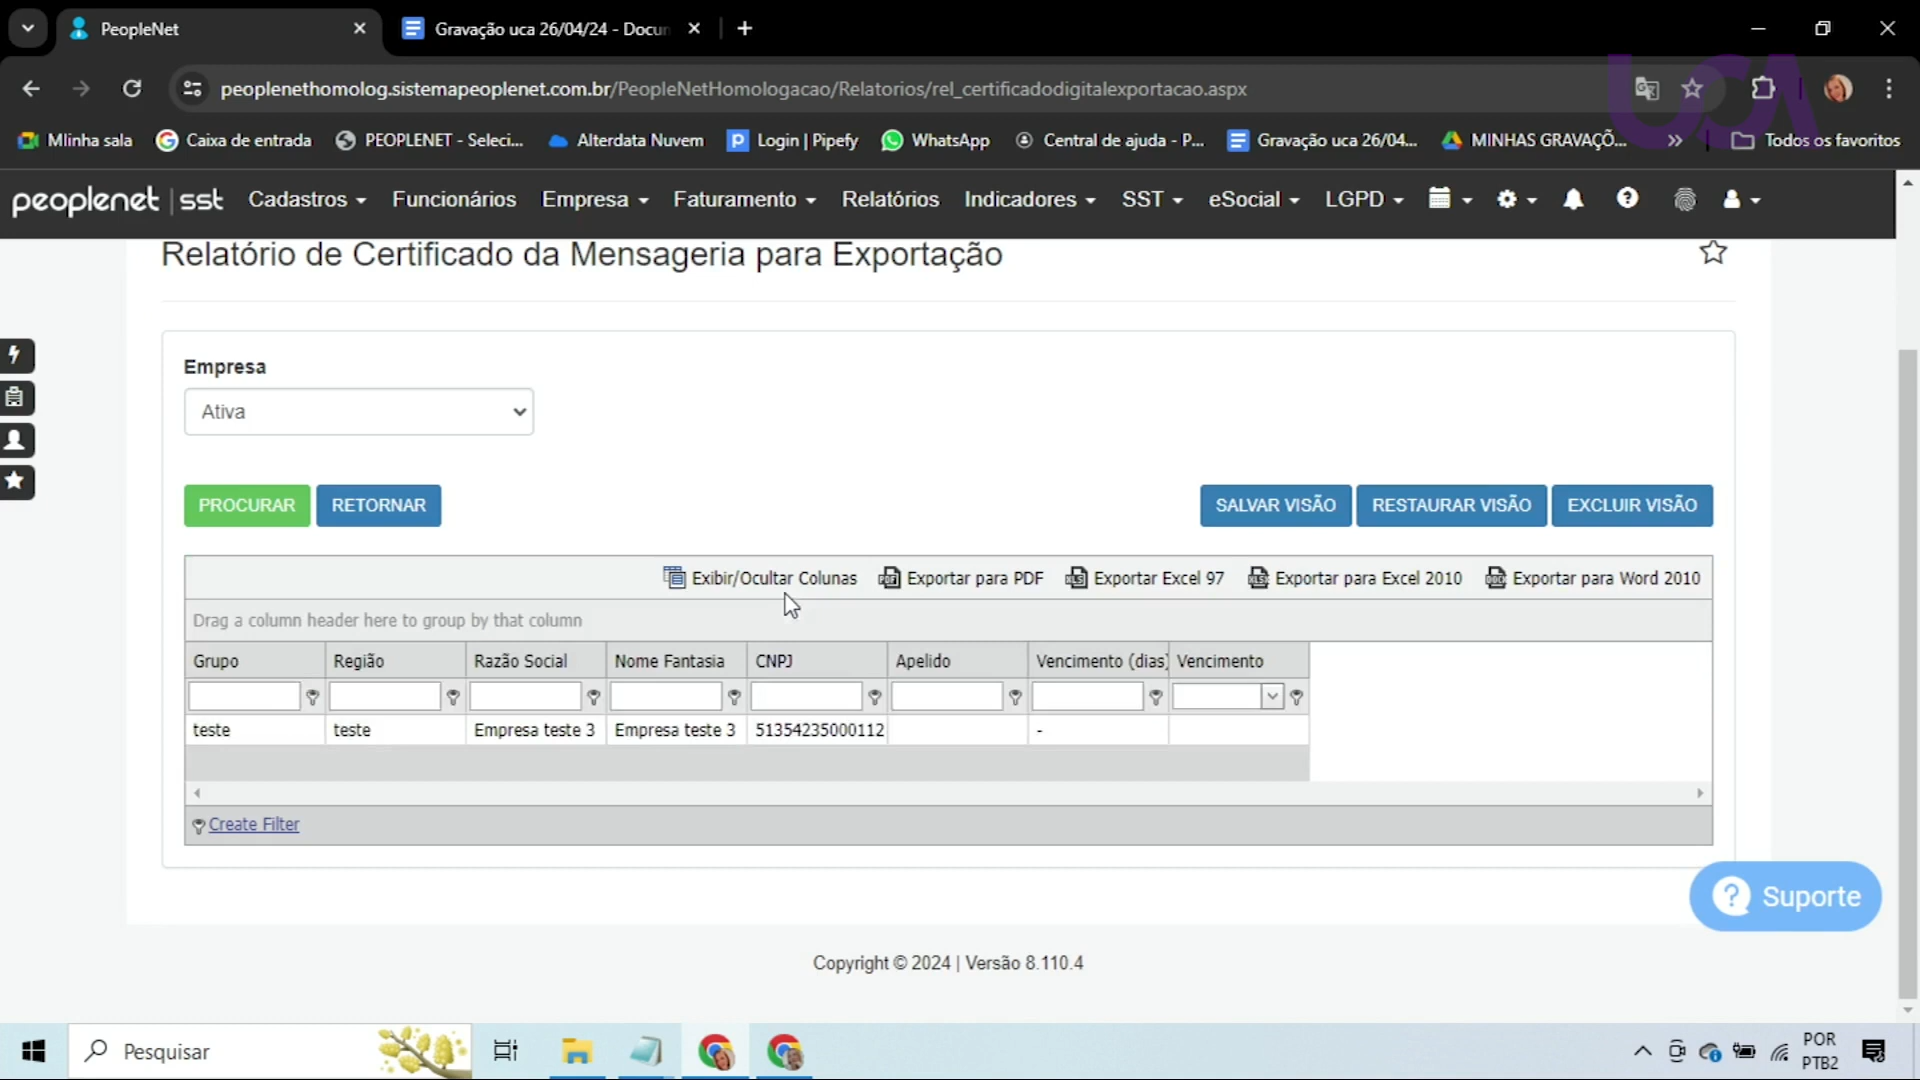 PeopleNet
Gravação uca 26/04/24 - Docu
peoplenethomolog.sistemapeoplenet.com.br/PeopleNetHomologacao/Relatorios/rel_certificadodigitalexportacao.aspx
UCA
MIinha sala
Caixa de entrada
PEOPLENET - Seleci...
Alterdata Nuvem
Login | Pipefy
WhatsApp
Central de ajuda - P...
Gravação uca 26/04...
MINHAS GRAVAÇÕ...
Todos os favoritos
peoplenet | sst
Cadastros
Funcionários
Empresa
Faturamento
Relatórios
Indicadores
SST
eSocial
LGPD
Relatório de Certificado da Mensageria para Exportação
Empresa
Ativa
PROCURAR
RETORNAR
SALVAR VISÃO
RESTAURAR VISÃO
EXCLUIR VISÃO
Exibir/Ocultar Colunas
Exportar para PDF
Exportar Excel 97
Exportar para Excel 2010
Exportar para Word 2010
Drag a column header here to group by that column
Grupo Região Razão Social Nome Fantasia CNPJ Apelido Vencimento (dias) Vencimento
teste teste Empresa teste 3 Empresa teste 3 51354235000112 -
Create Filter
Suporte
Copyright © 2024 | Versão 8.110.4
Pesquisar
POR
PTB2